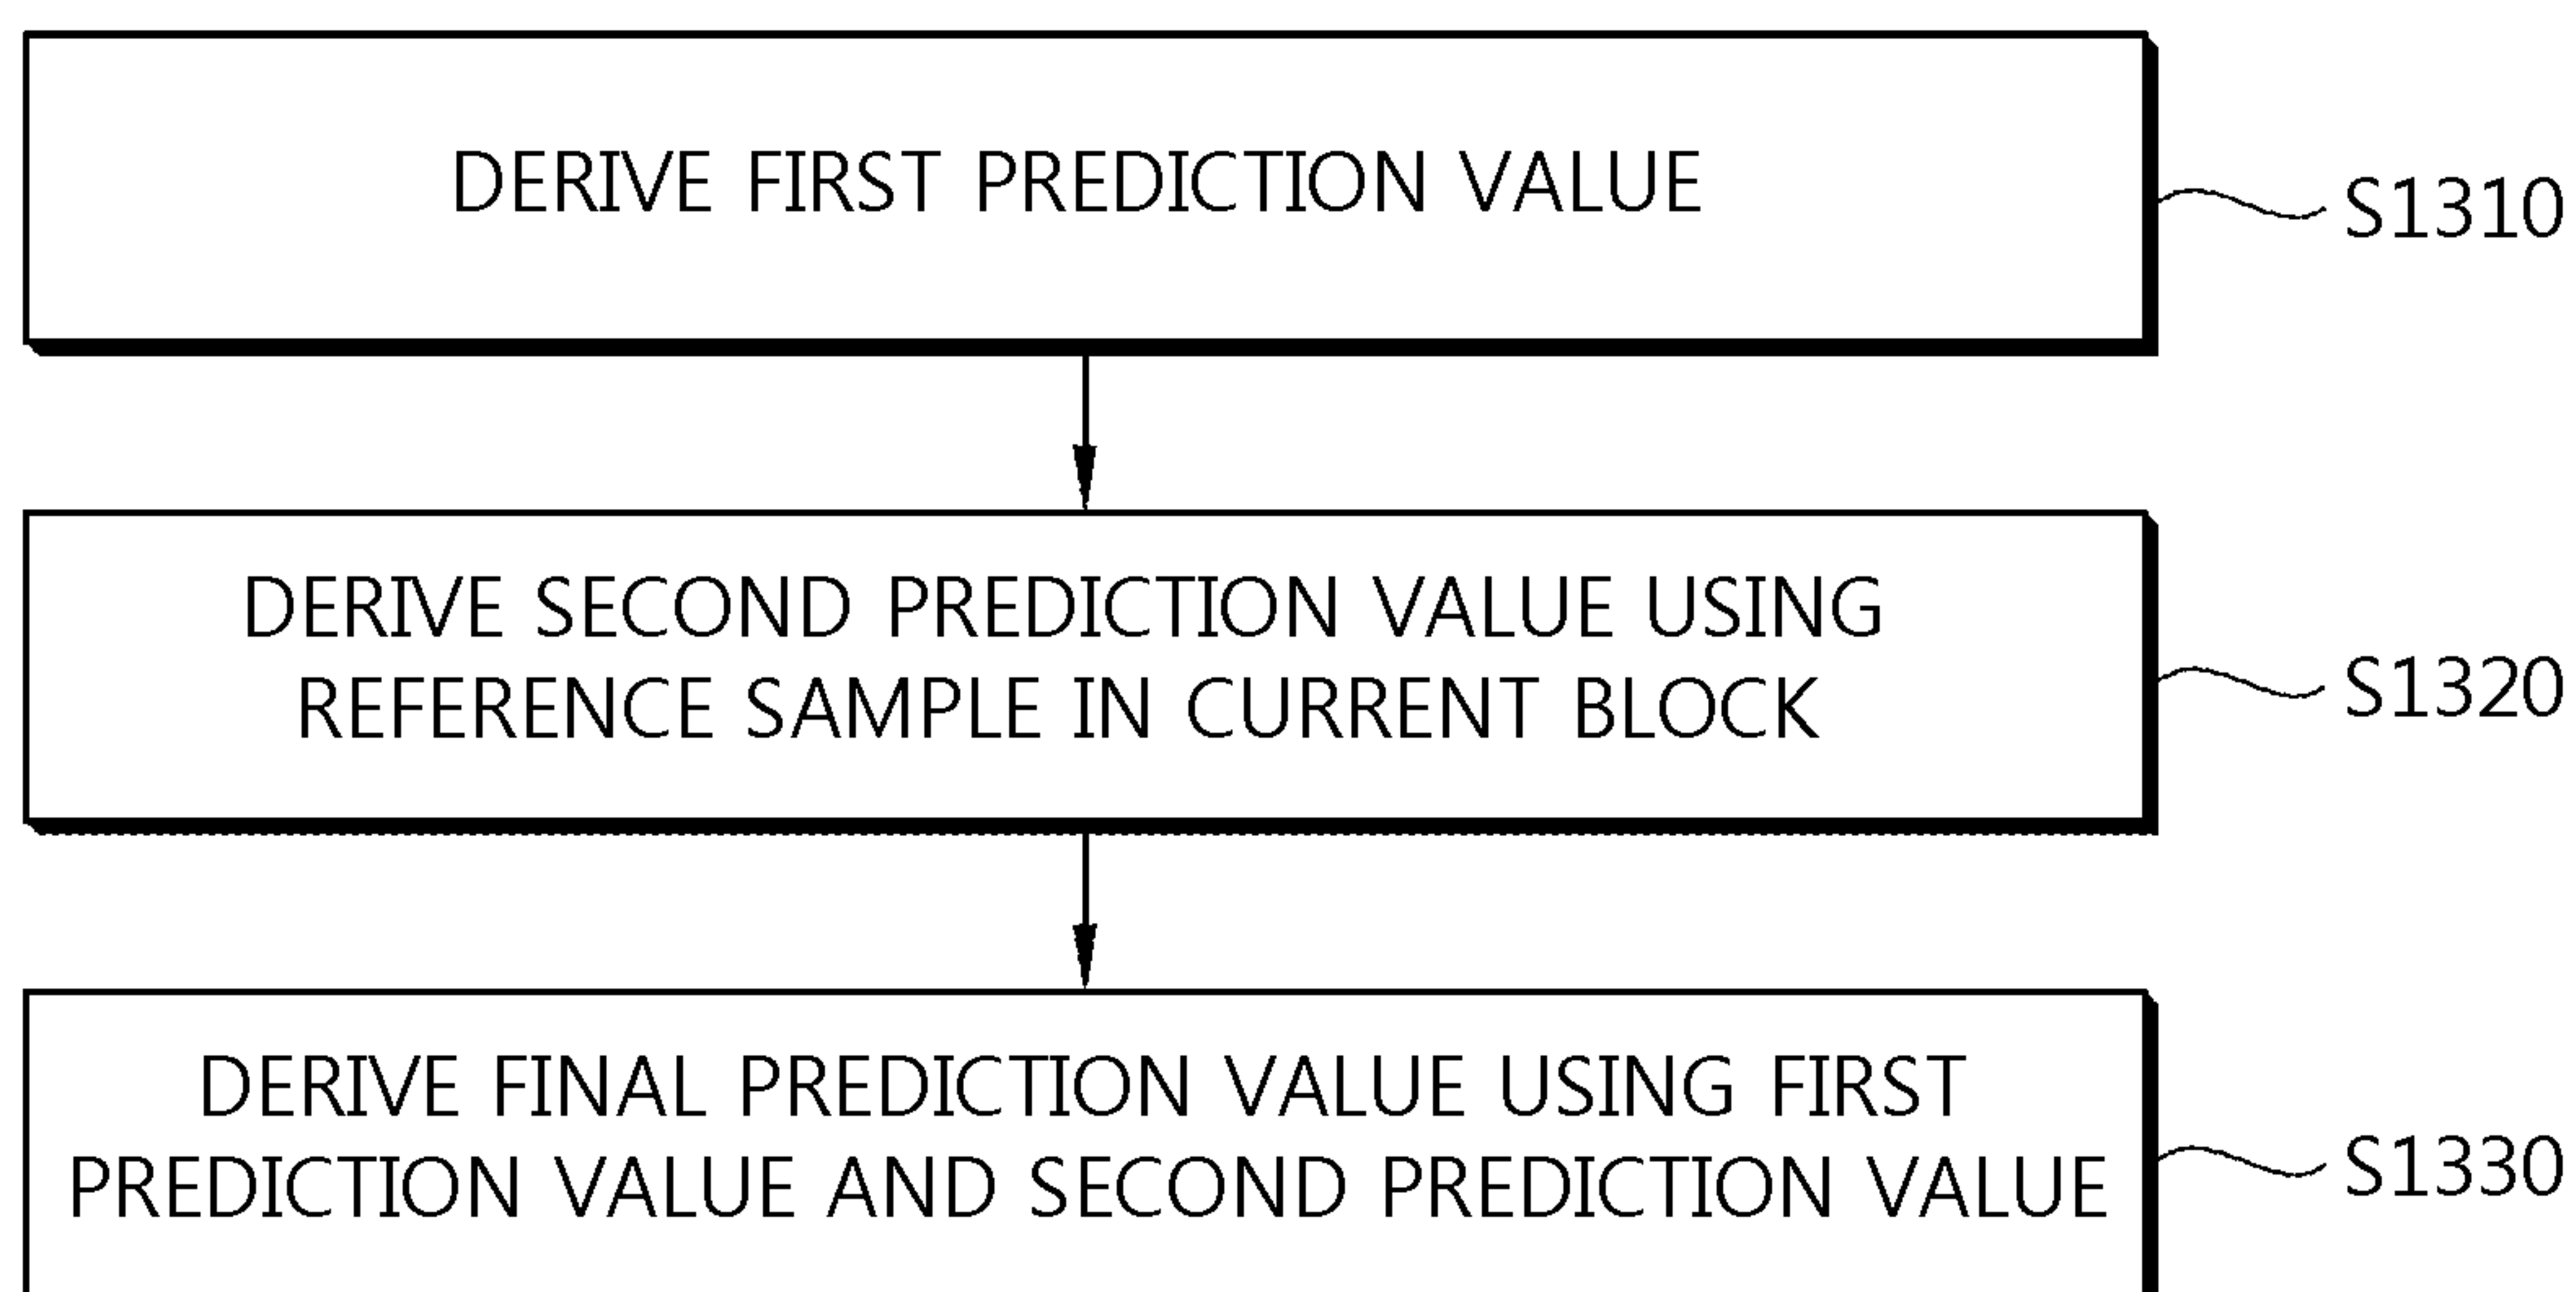 DERIVE FIRST PREDICTION VALUE
S1310
DERIVE SECOND PREDICTION VALUE USING
REFERENCE SAMPLE IN CURRENT BLOCK
S1320
DERIVE FINAL PREDICTION VALUE USING FIRST
PREDICTION VALUE AND SECOND PREDICTION VALUE
S1330